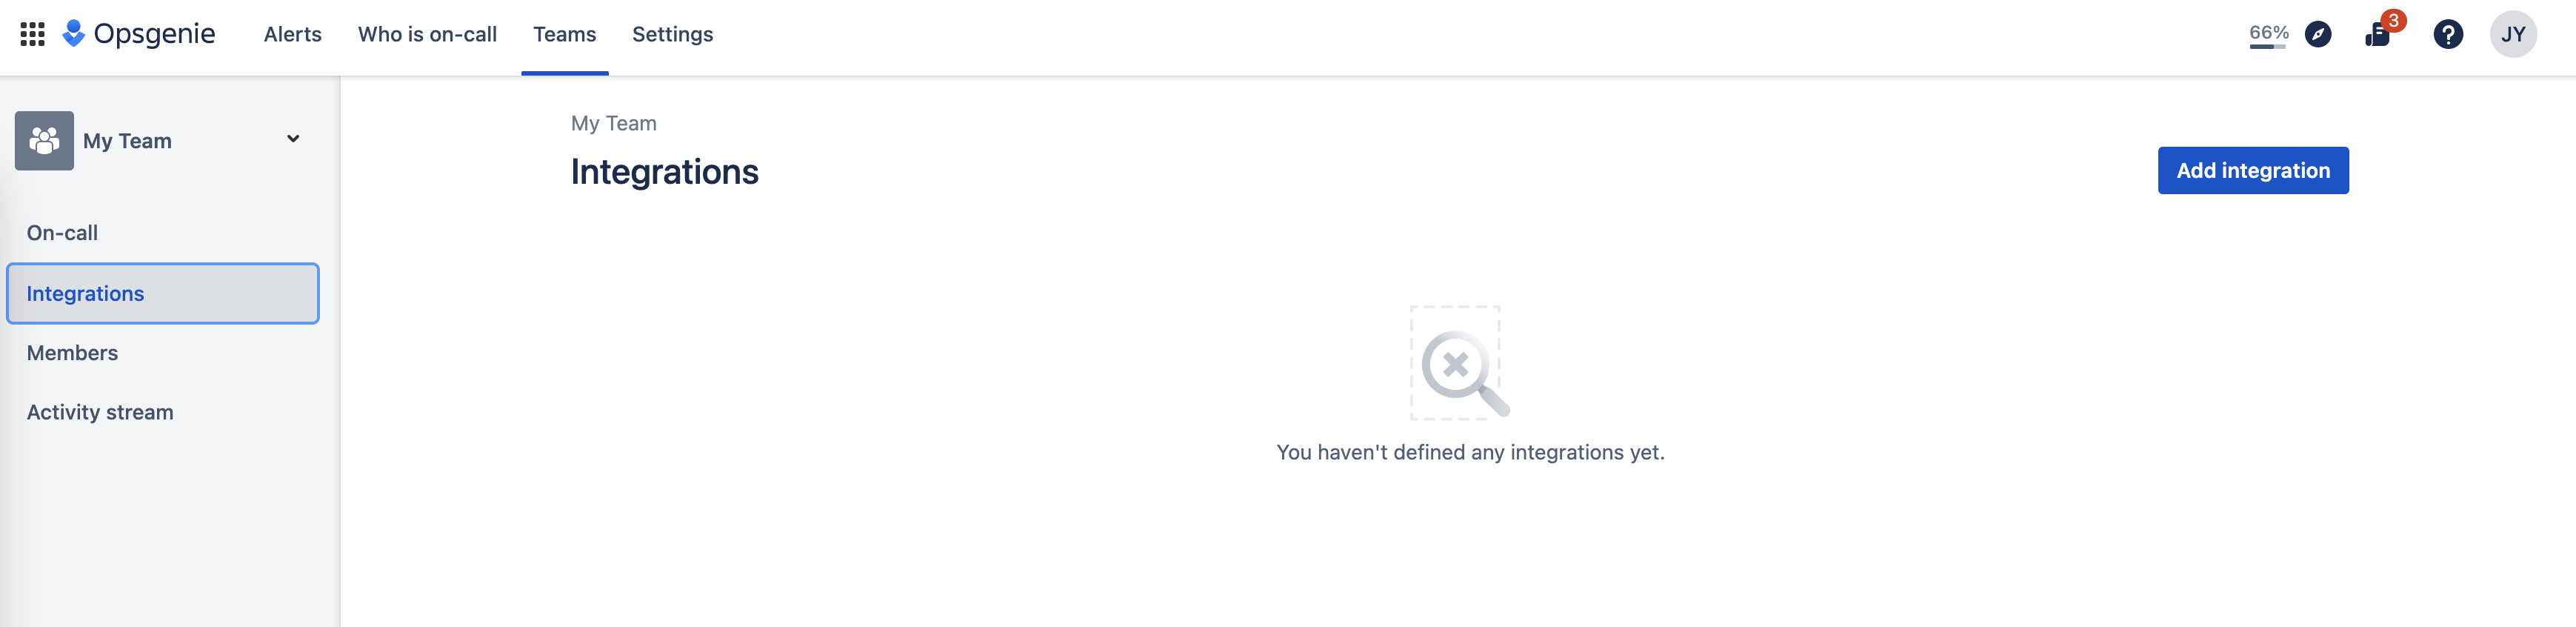 Opsgenie Alerts Who is on-call Teams Settings 66% 3 ? JY
My Team
On-call
Integrations
Members
Activity stream
My Team
Integrations
Add integration
You haven't defined any integrations yet.